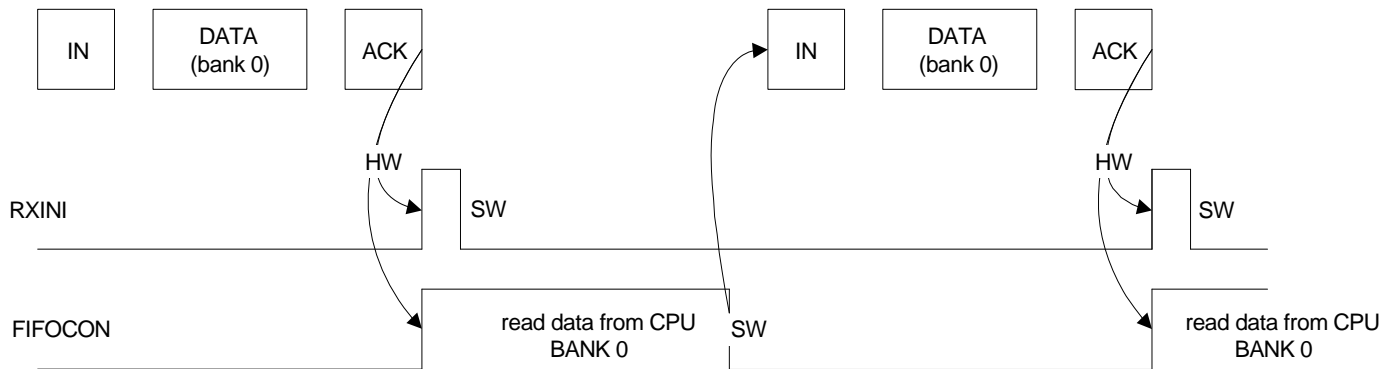 IN
DATA
(bank 0)
ACK
IN
DATA
(bank 0)
ACK
HW
HW
RXINI
SW
SW
FIFOCON
read data from CPU
BANK 0
SW
read data from CPU
BANK 0